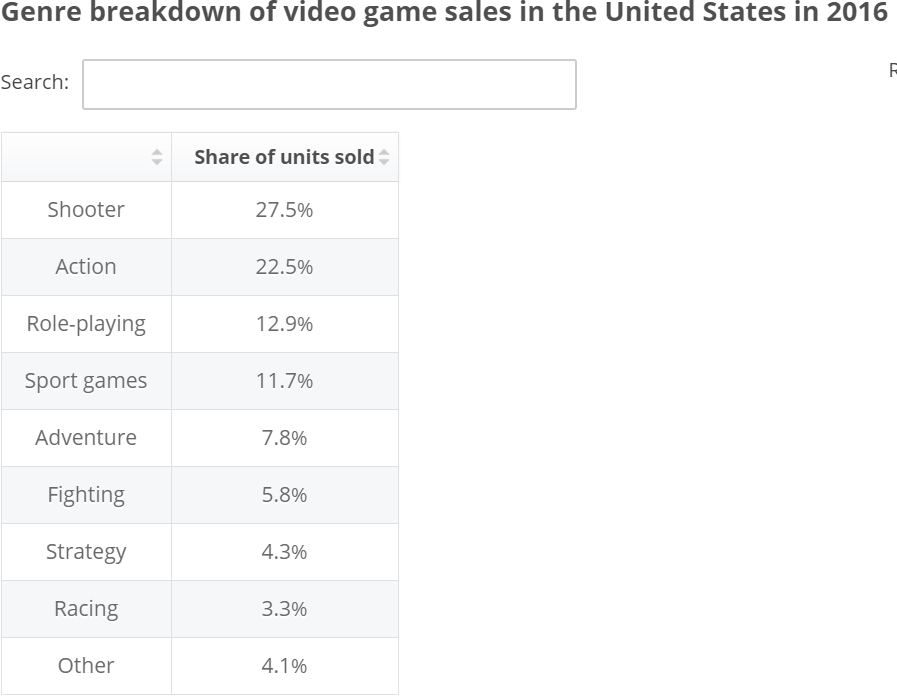 Genre breakdown of video game sales in the United States in 2016
Search: R
Share of units sold
Shooter 27.5%
Action 22.5%
Role-playing 12.9%
Sport games 11.7%
Adventure 7.8%
Fighting 5.8%
Strategy 4.3%
Racing 3.3%
Other 4.1%